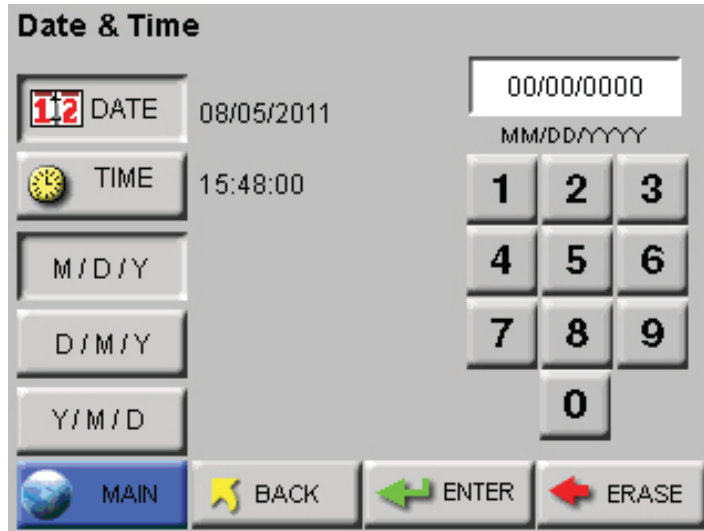 Date & Time
12 DATE 08/05/2011
00/00/0000
MM/DD/YYYY
TIME 15:48:00
1 2 3
M / D / Y
4 5 6
D / M / Y
7 8 9
Y / M / D
0
MAIN BACK ENTER ERASE